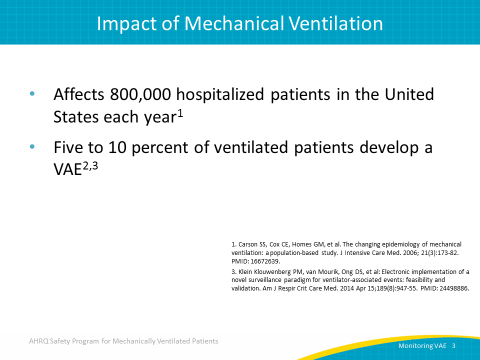 Impact of Mechanical Ventilation
• Affects 800,000 hospitalized patients in the United
States each year1
• Five to 10 percent of ventilated patients develop a
VAE2,3
1. Carson SS, Cox CE, Homes GM, et al. The changing epidemiology of mechanical
ventilation: a population-based study. J Intensive Care Med. 2006; 21(3):173-82.
PMID: 16672639.
3. Klein Klouwenberg PM, van Mourik, Ong DS, et al: Electronic implementation of a
novel surveillance paradigm for ventilator-associated events: feasibility and
validation. Am J Respir Crit Care Med. 2014 Apr 15;189(8):947-55. PMID: 24498886.
AHRQ Safety Program for Mechanically Ventilated Patients
Monitoring VAE 3